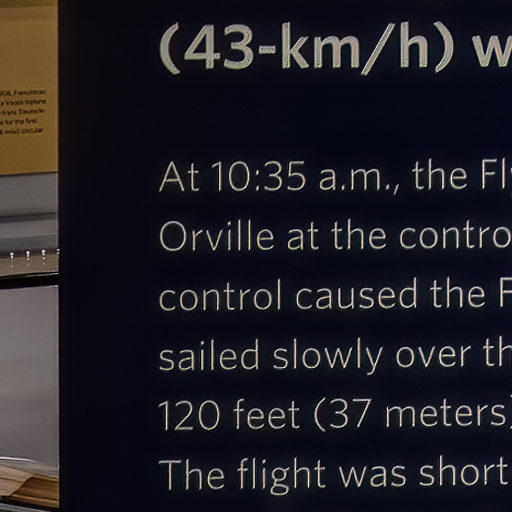 (43-km/h) w
At 10:35 a.m., the Fl
Orville at the contro
control caused the F
sailed slowly over th
120 feet (37 meters)
The flight was short